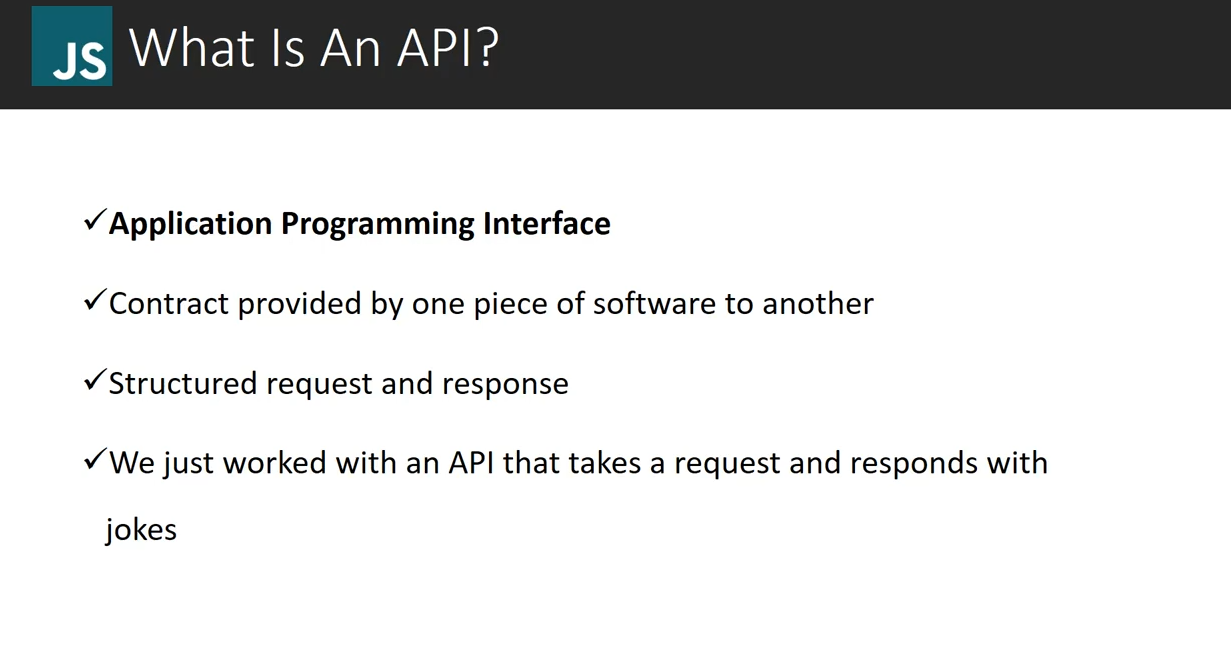 JS What Is An API?
✓Application Programming Interface
✓Contract provided by one piece of software to another
✓Structured request and response
✓We just worked with an API that takes a request and responds with
jokes